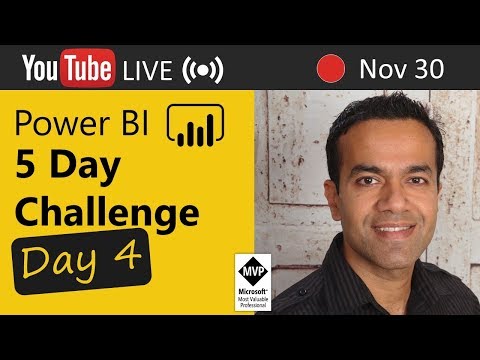 YouTube LIVE
Nov 30
Power BI
5 Day
Challenge
Day 4
MVP
Microsoft®
Most Valuable
Professional